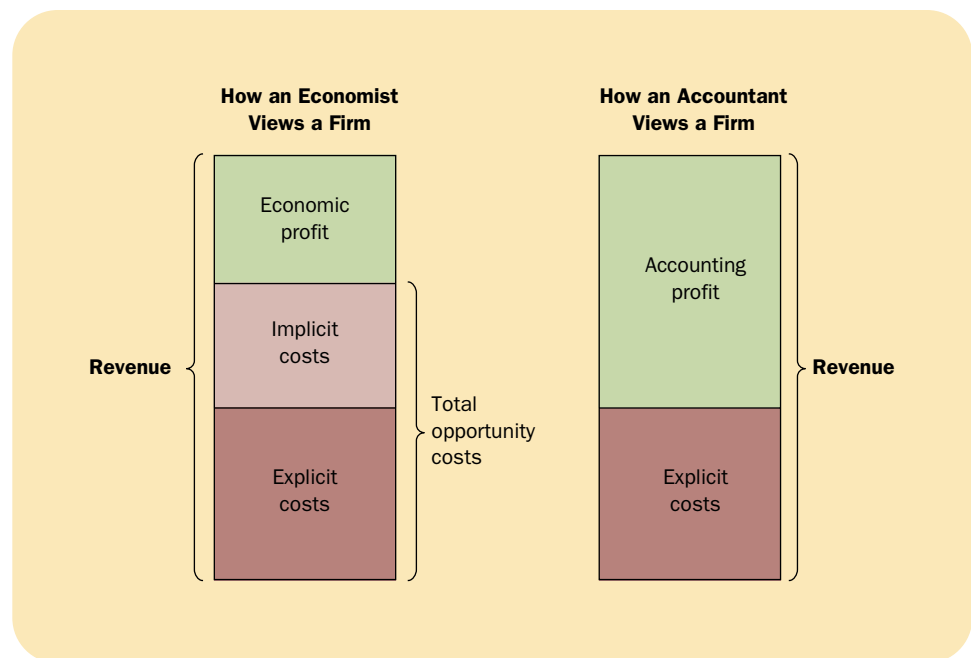 How an Economist
Views a Firm
How an Accountant
Views a Firm
Revenue
Economic
profit
Implicit
costs
Explicit
costs
Total
opportunity
costs
Accounting
profit
Explicit
costs
Revenue